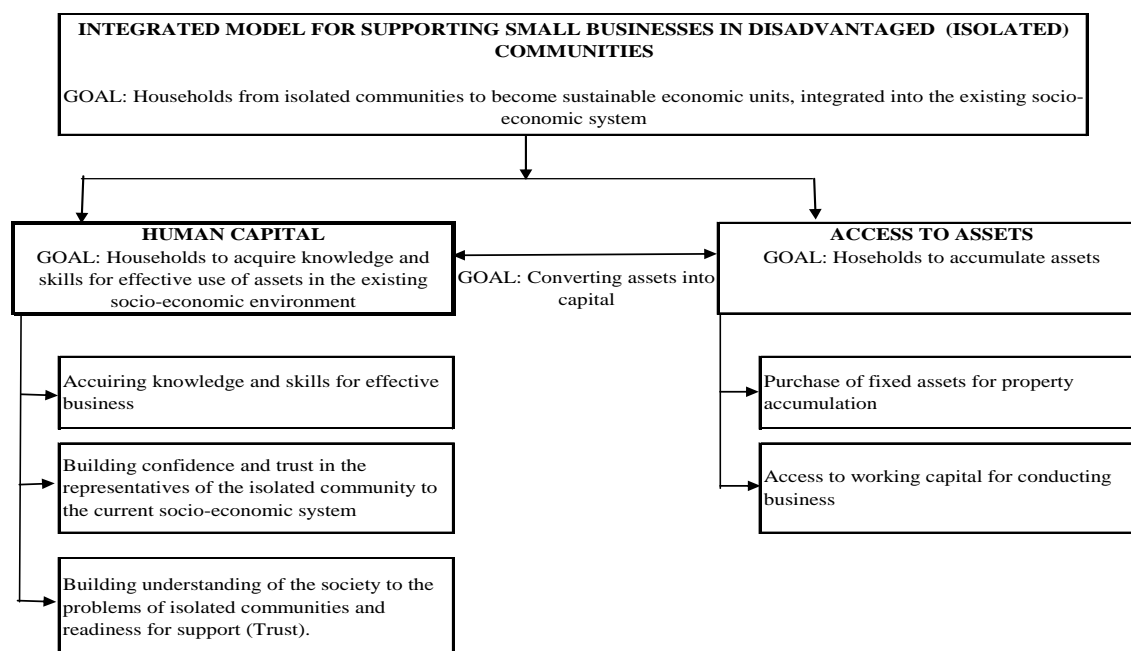 INTEGRATED MODEL FOR SUPPORTING SMALL BUSINESSES IN DISADVANTAGED (ISOLATED)
COMMUNITIES
GOAL: Households from isolated communities to become sustainable economic units, integrated into the existing socio-
economic system
HUMAN CAPITAL
GOAL: Households to acquire knowledge and
skills for effective use of assets in the existing
socio-economic environment
GOAL: Converting assets into
capital
ACCESS TO ASSETS
GOAL: Hoseholds to accumulate assets
Acquiring knowledge and skills for effective
business
Building confidence and trust in the
representatives of the isolated community to
the current socio-economic system
Building understanding of the society to the
problems of isolated communities and
readiness for support (Trust).
Purchase of fixed assets for property
accumulation
Access to working capital for conducting
business